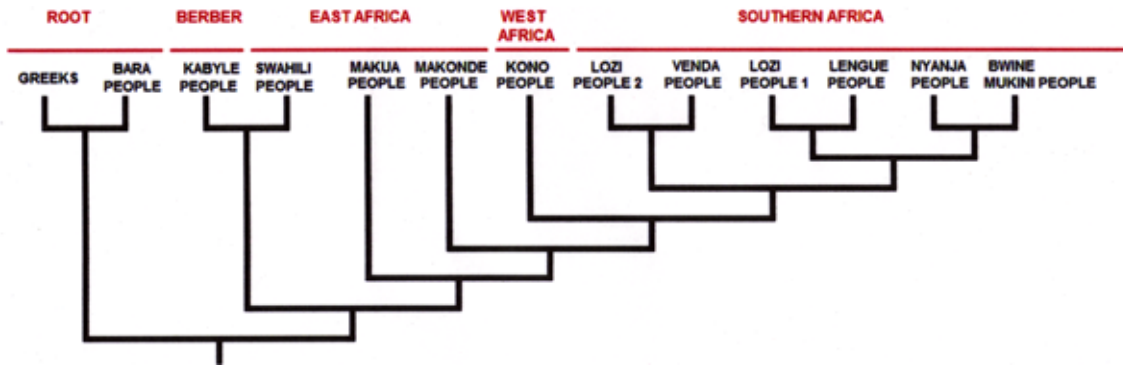 ROOT
BERBER
EAST AFRICA
WEST
AFRICA
SOUTHERN AFRICA
GREEKS
BARA
PEOPLE
KABYLE
PEOPLE
SWAHILI
PEOPLE
MAKUA
PEOPLE
MAKONDE
PEOPLE
KONO
PEOPLE
LOZI
PEOPLE 2
VENDA
PEOPLE
LOZI
PEOPLE 1
LENGUE
PEOPLE
NYANJA
PEOPLE
BWINE
MUKINI PEOPLE